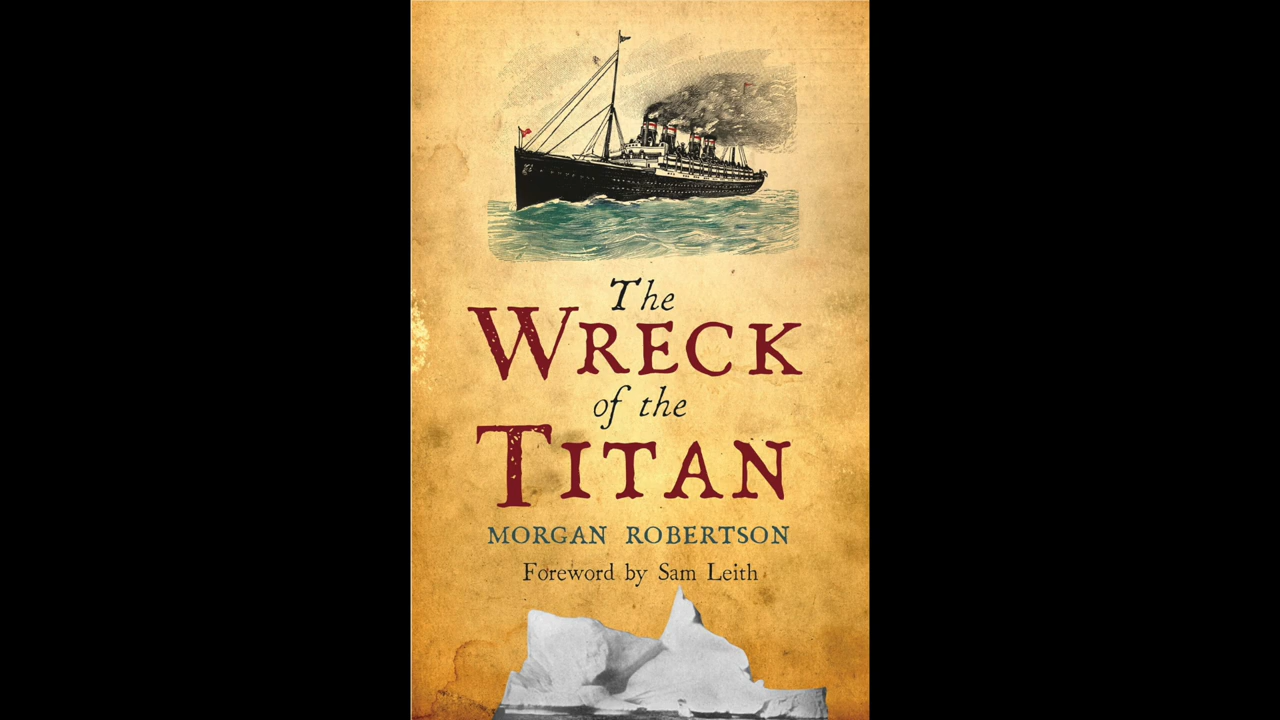 The
WRECK
of the
TITAN
MORGAN ROBERTSON
Foreword by Sam Leith